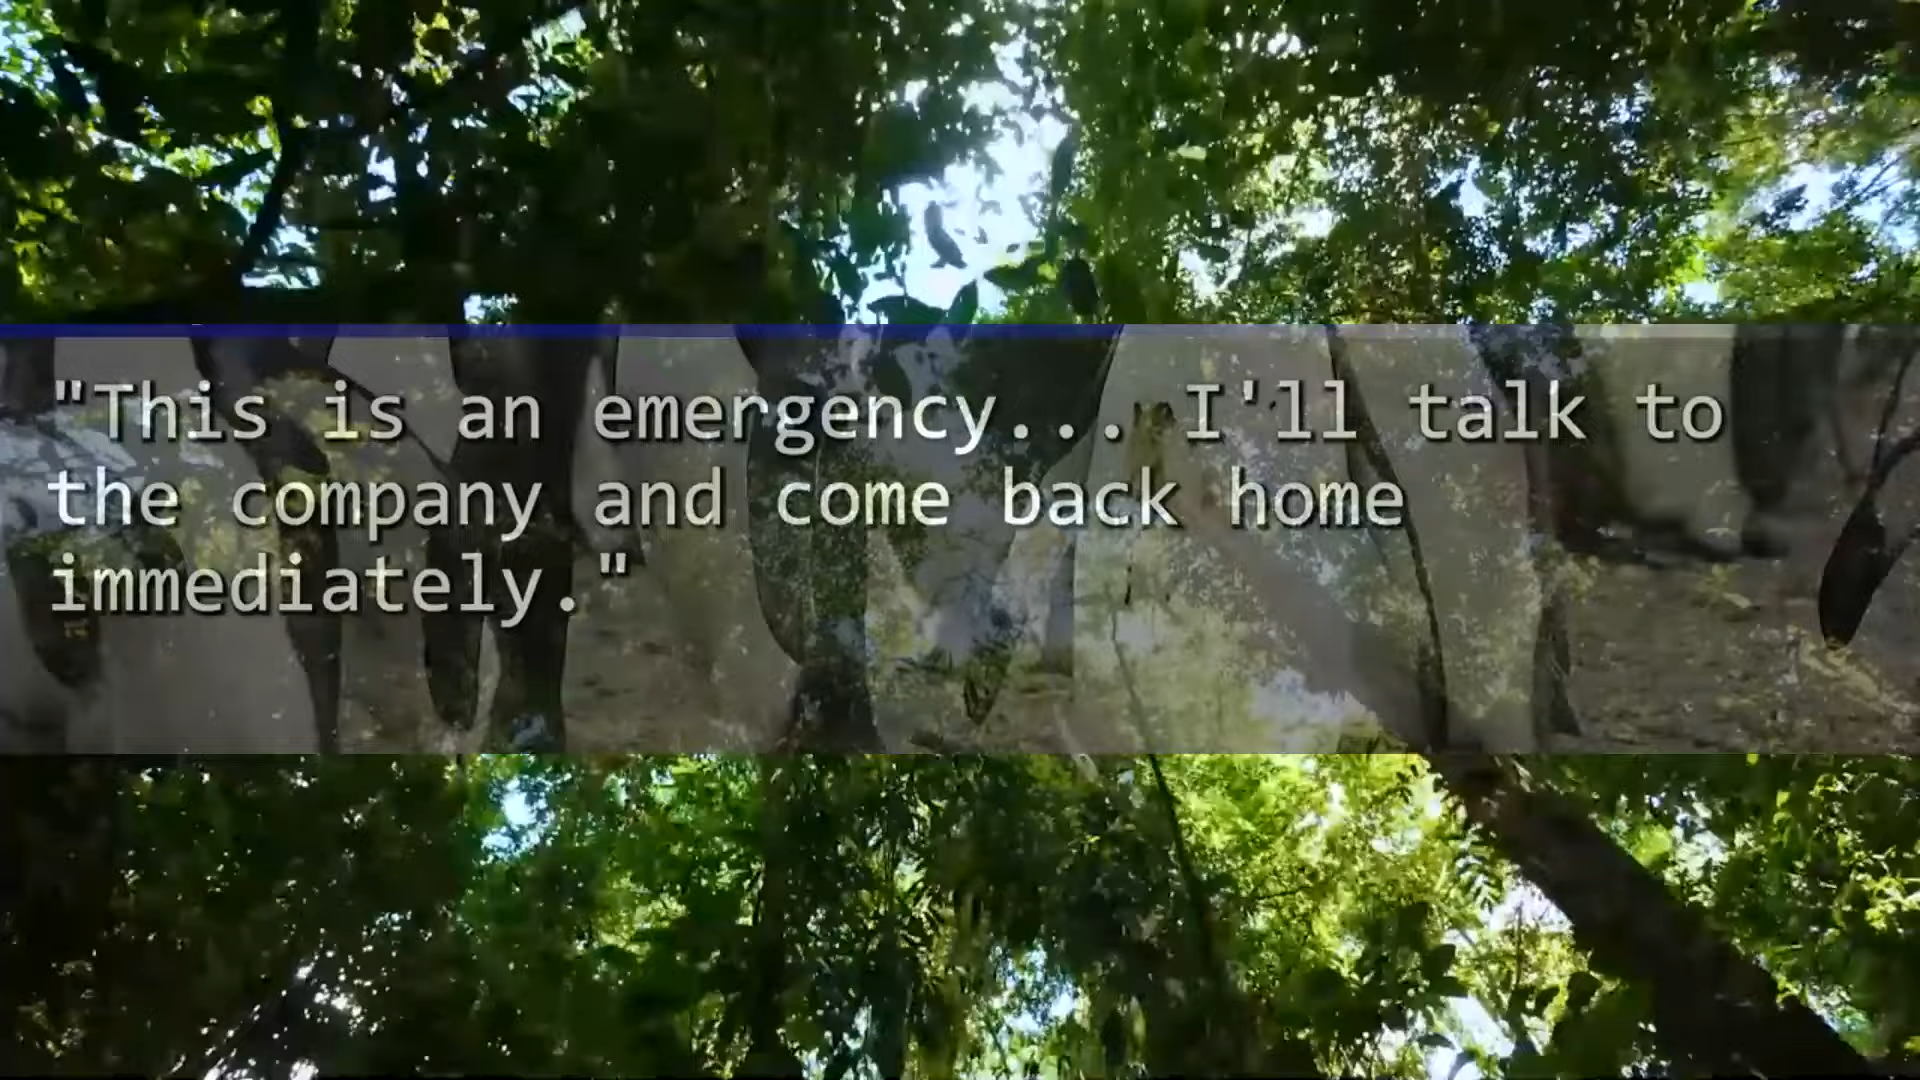 "This is an emergency... I'll talk to
the company and come back home
immediately."